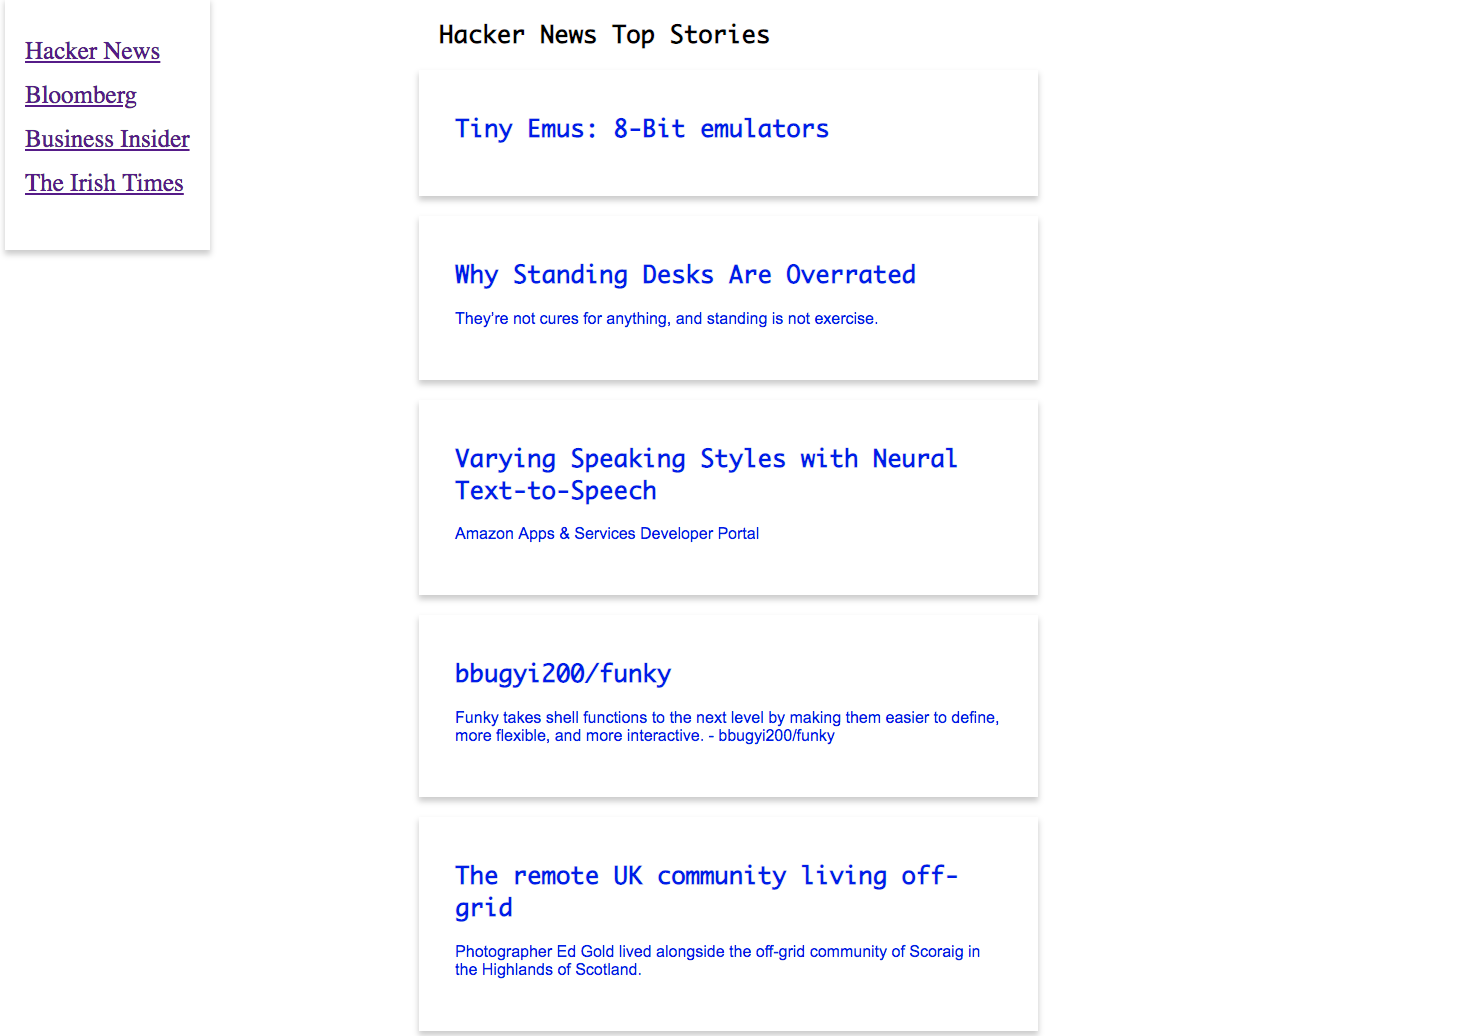 Hacker News
Bloomberg
Business Insider
The Irish Times
Hacker News Top Stories
Tiny Emus: 8-Bit emulators
Why Standing Desks Are Overrated
They're not cures for anything, and standing is not exercise.
Varying Speaking Styles with Neural
Text-to-Speech
Amazon Apps & Services Developer Portal
bbugyi200/funky
Funky takes shell functions to the next level by making them easier to define,
more flexible, and more interactive. - bbugyi200/funky
The remote UK community living off-
grid
Photographer Ed Gold lived alongside the off-grid community of Scoraig in
the Highlands of Scotland.